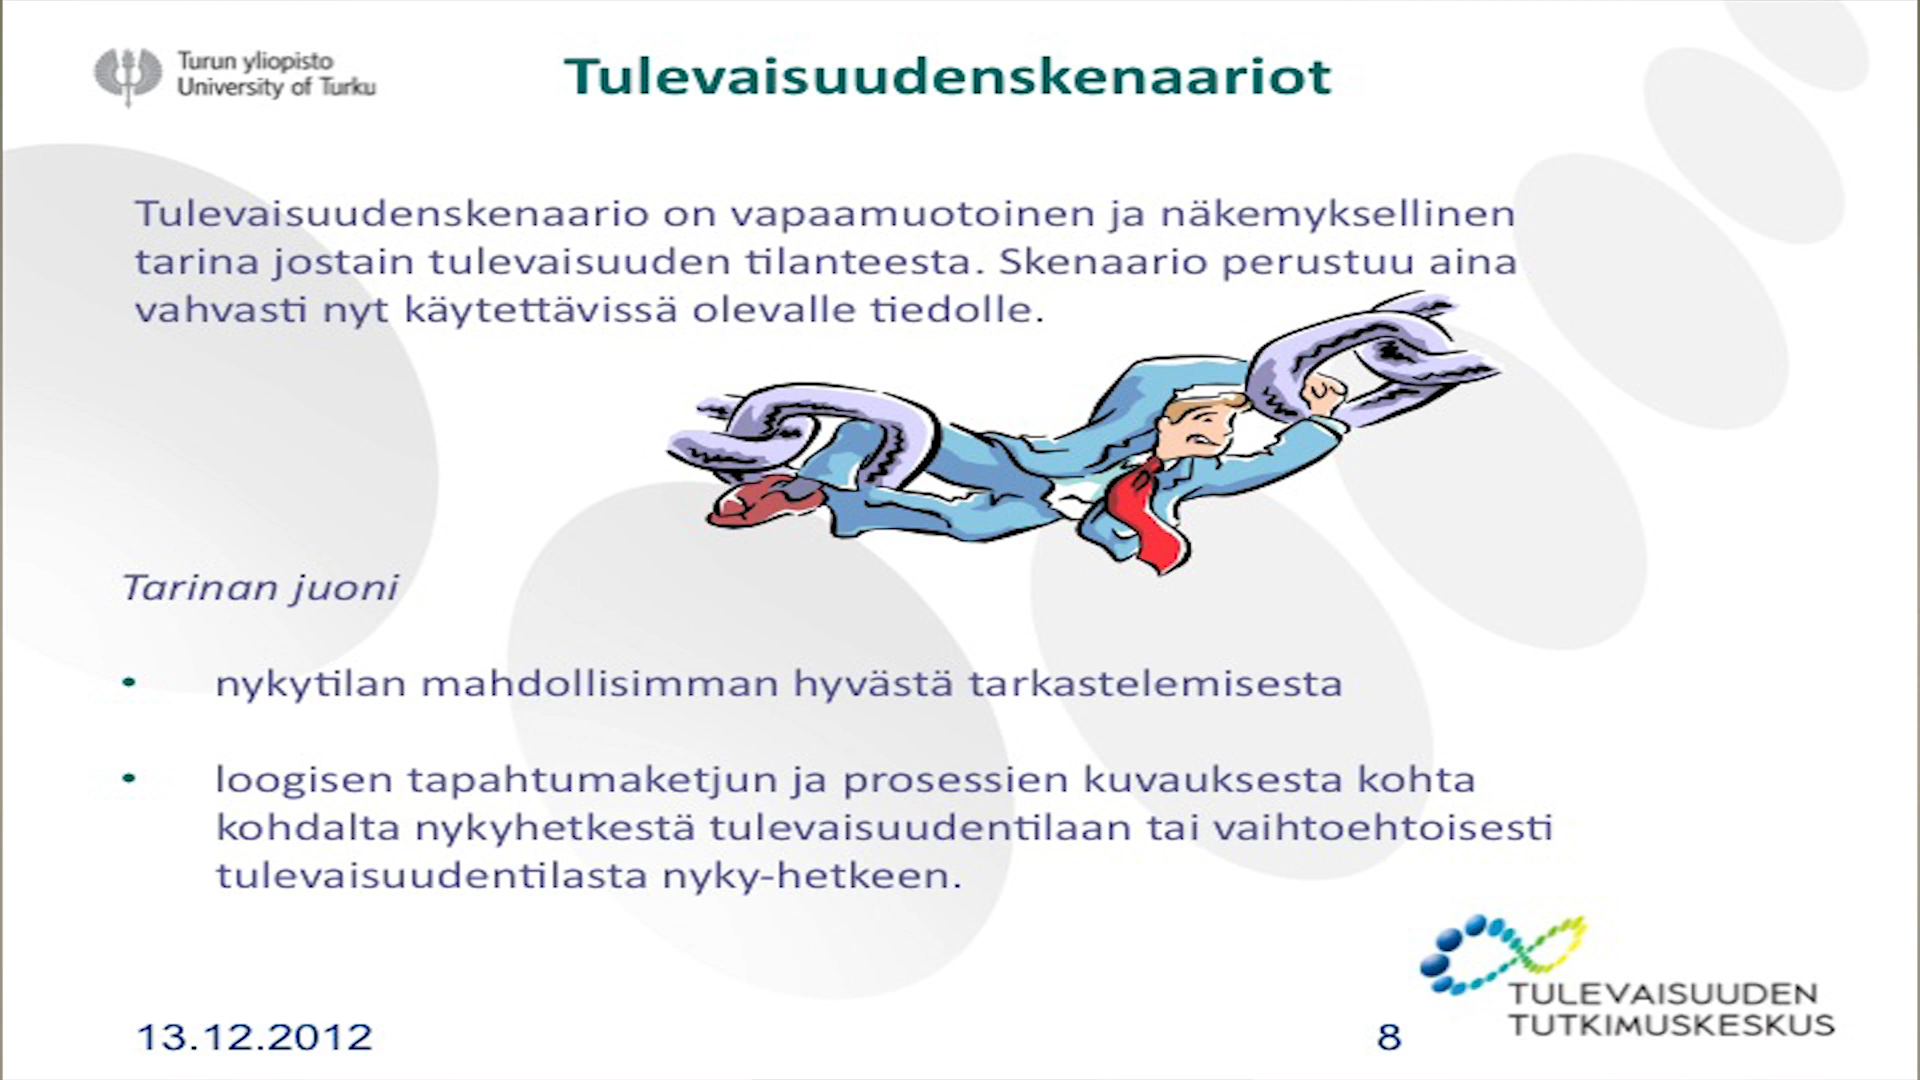 Turun yliopisto
University of Turku
Tulevaisuudenskenaariot
Tulevaisuudenskenaario on vapaamuotoinen ja näkemyksellinen
tarina jostain tulevaisuuden tilanteesta. Skenaario perustuu aina
vahvasti nyt käytettävissä olevalle tiedolle.
Tarinan juoni
• nykytilan mahdollisimman hyvästä tarkastelemisesta
• loogisen tapahtumaketjun ja prosessien kuvauksesta kohta
kohdalta nykyhetkestä tulevaisuudentilaan tai vaihtoehtoisesti
tulevaisuudentilasta nyky-hetkeen.
TULEVAISUUDEN
TUTKIMUSKESKUS
13.12.2012
8